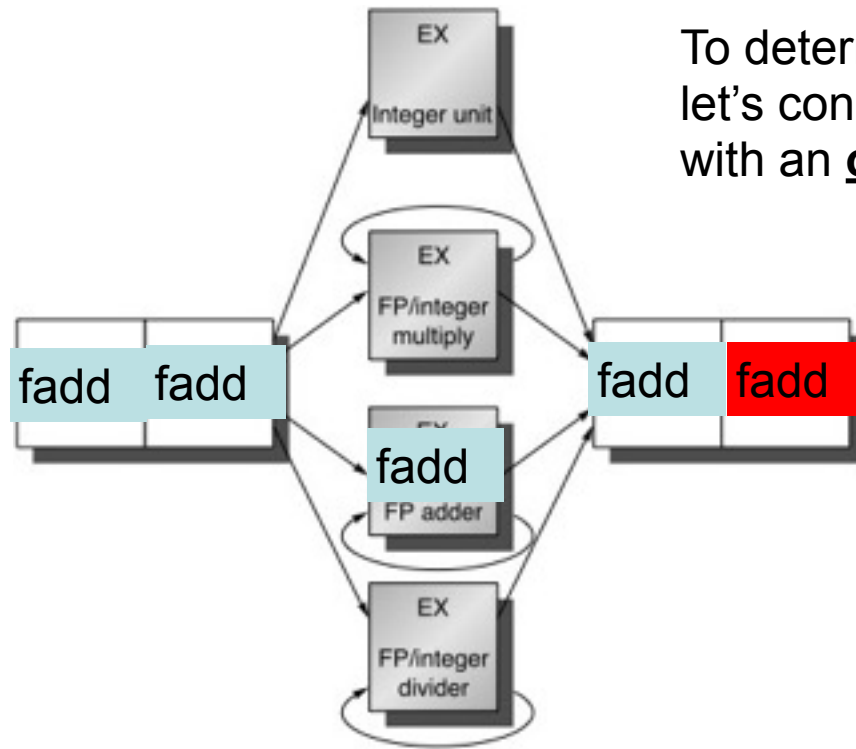 To deter
let’s con
with an
EX
Integer unit
EX
FP/integer
multiply
fadd fadd
fadd
FP adder
fadd fadd
EX
FP/integer
divider